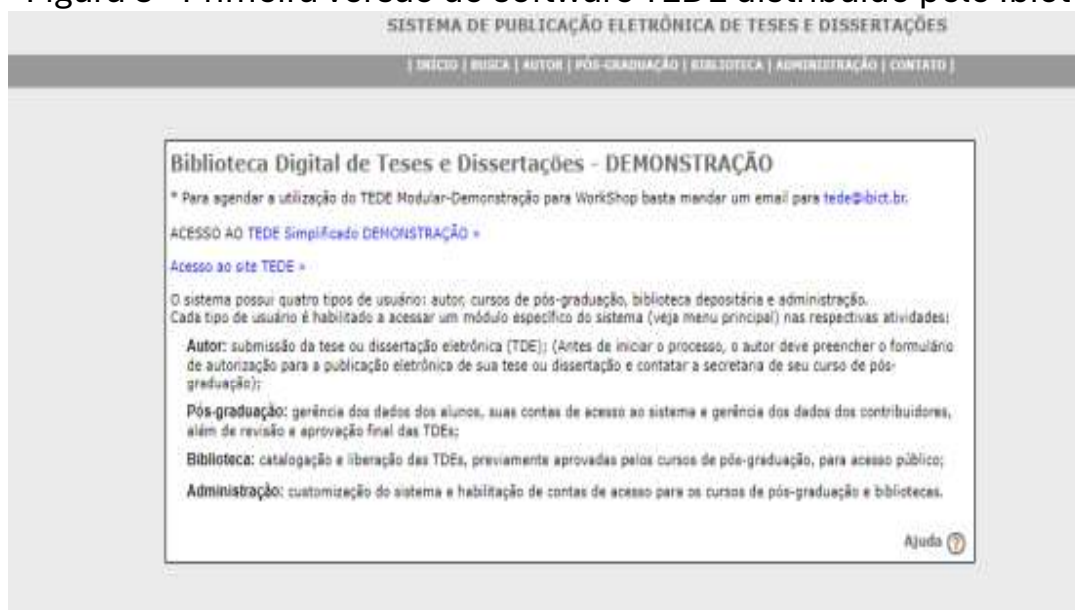 Primeira versão do software TEDE distribuído pelo Ibict
SISTEMA DE PUBLICAÇÃO ELETRÔNICA DE TESES E DISSERTAÇÕES
| INÍCIO | BUSCA | AUTOR | PÓS-GRADUAÇÃO | BIBLIOTECA | ADMINISTRAÇÃO | CONTATO |
Biblioteca Digital de Teses e Dissertações - DEMONSTRAÇÃO
* Para agendar a utilização do TEDE Modular-Demonstração para WorkShop basta mandar um email para tede@ibict.br.
ACESSO AO TEDE Simplificado DEMONSTRAÇÃO »
Acesso ao site TEDE »
O sistema possui quatro tipos de usuário: autor, cursos de pós-graduação, biblioteca depositária e administração.
Cada tipo de usuário é habilitado a acessar um módulo específico do sistema (veja menu principal) nas respectivas atividades:
Autor: submissão da tese ou dissertação eletrônica (TDE); (Antes de iniciar o processo, o autor deve preencher o formulário
de autorização para a publicação eletrônica de sua tese ou dissertação e contatar a secretaria de seu curso de pós-
graduação);
Pós-graduação: gerência dos dados dos alunos, suas contas de acesso ao sistema e gerência dos dados dos contribuidores,
além de revisão e aprovação final das TDEs;
Biblioteca: catalogação e liberação das TDEs, previamente aprovadas pelos cursos de pós-graduação, para acesso público;
Administração: customização do sistema e habilitação de contas de acesso para os cursos de pós-graduação e bibliotecas.
Ajuda ?